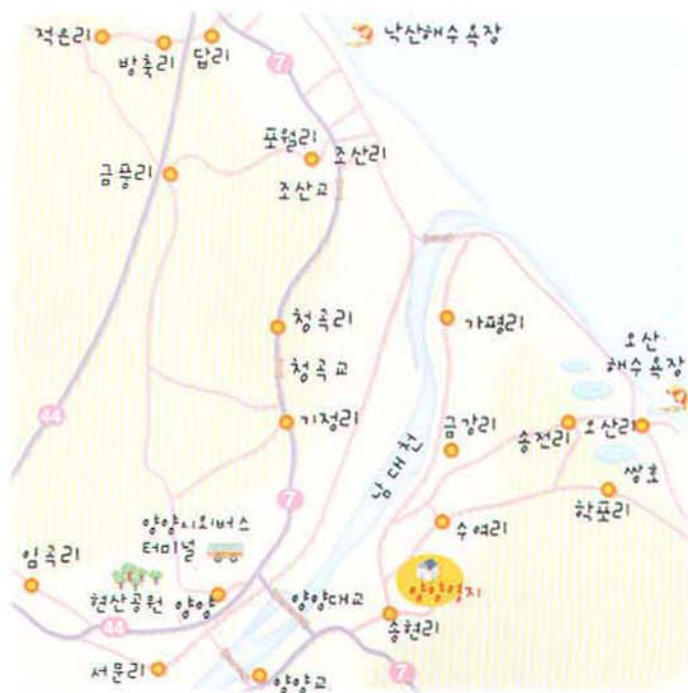 낙산해수욕장
적은리
방축리
답리
7
포월리
조산리
금풍리
조산교
청곡리
가평리
오산
해수욕장
청곡교
44
기정리
금강리
송전리
오산리
남대천
쌍호
7
학포리
수여리
양양시외버스
터미널
임곡리
현산공원
양양
양양대교
양양영지
송현리
44
서문리
양양교
7